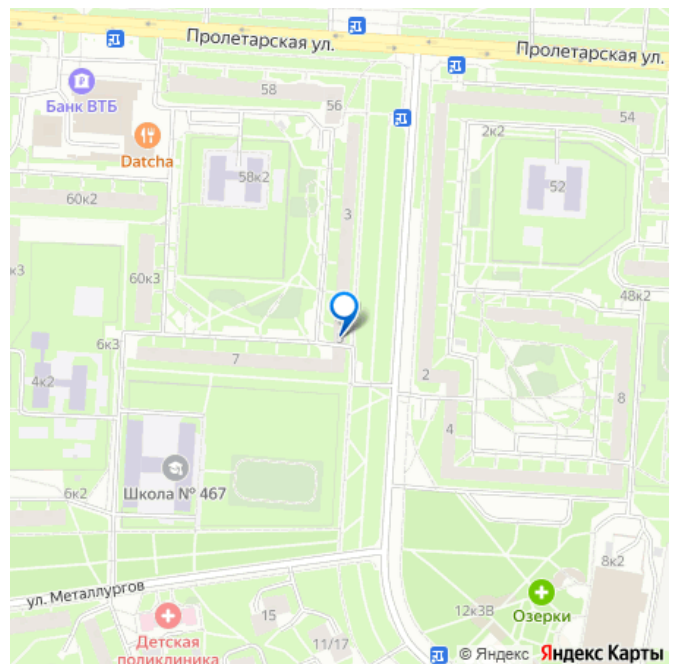 Пролетарская ул.
Пролетарская ул.
58
56
54
Банк ВТБ
Datcha
2к2
58к2
52
60к2
3
к3
60к3
48к2
6к3
7
2
4к2
8
4
6к2
Школа № 467
ул. Металлургов
8к2
15
12к3В
Озерки
Детская
поликлиника
11/17
© Яндекс Яндекс Карты